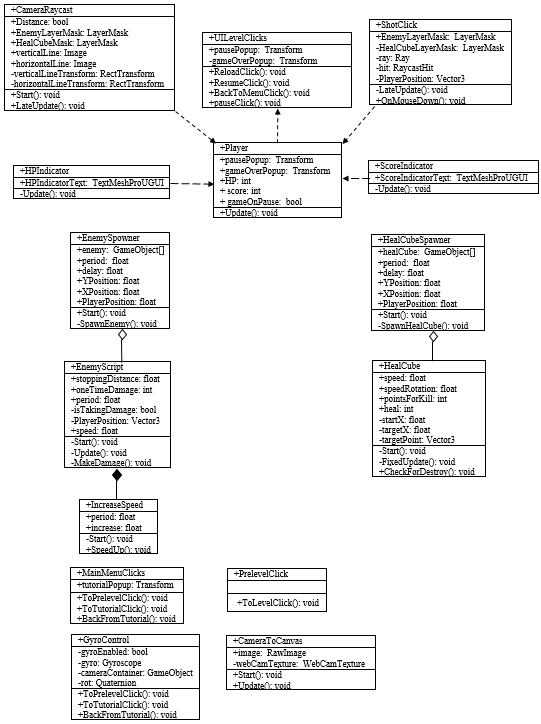 +CameraRaycast
+Distance: bool
+EnemyLayerMask: LayerMask
+HealCubeMask: LayerMask
+verticalLine: Image
+horizontalLine: Image
-verticalLineTransform: RectTransform
-horizontalLineTransform: RectTransform
+Start(): void
+LateUpdate(): void
+UILevelClicks
+pausePopup: Transform
-gameOverPopup: Transform
+ReloadClick(): void
+ResumeClick(): void
+BackToMenuClick(): void
+pauseClick(): void
+ShotClick
+EnemyLayerMask: LayerMask
-HealCubeLayerMask: LayerMask
-ray: Ray
-hit: RaycastHit
-PlayerPosition: Vector3
-LateUpdate(): void
+OnMouseDown(): void
+Player
+pausePopup: Transform
+gameOverPopup: Transform
+HP: int
+ score: int
+ gameOnPause: bool
+Update(): void
+HPIndicator
+HPIndicatorText: TextMeshProUGUI
-Update(): void
+ScoreIndicator
+ScoreIndicatorText: TextMeshProUGUI
-Update(): void
+EnemySpowner
+enemy: GameObject[]
+period: float
+delay: float
+YPosition: float
+XPosition: float
+PlayerPosition: float
+Start(): void
-SpawnEnemy(): void
+HealCubeSpawner
+healCube: GameObject[]
+period: float
+delay: float
+YPosition: float
+XPosition: float
+PlayerPosition: float
+Start(): void
-SpawnHealCube(): void
+EnemyScript
+stoppingDistance: float
+oneTimeDamage: int
+period: float
-isTakingDamage: bool
-PlayerPosition: Vector3
+speed: float
-Start(): void
-Update(): void
-MakeDamage(): void
+HealCube
+speed: float
+speedRotation: float
+pointsForKill: int
+heal: int
-startX: float
-targetX: float
-targetPoint: Vector3
-Start(): void
-FixedUpdate(): void
+CheckForDestroy(): void
+IncreaseSpeed
+period: float
+increase: float
-Start(): void
+SpeedUp(): void
+MainMenuClicks
+tutorialPopup: Transform
+ToPrelevelClick(): void
+ToTutorialClick(): void
+BackFromTutorial(): void
+PrelevelClick
+ToLevelClick(): void
+GyroControl
-gyroEnabled: bool
-gyro: Gyroscope
-cameraContainer: GameObject
-rot: Quaternion
+ToPrelevelClick(): void
+ToTutorialClick(): void
+BackFromTutorial(): void
+CameraToCanvas
+image: RawImage
-webCamTexture: WebCamTexture
+Start(): void
+Update(): void